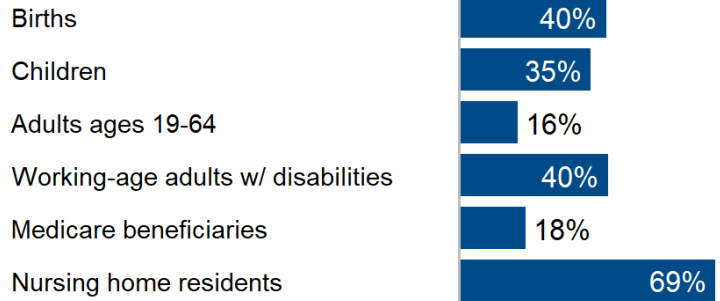 Births 40%
Children 35%
Adults ages 19-64 16%
Working-age adults w/ disabilities 40%
Medicare beneficiaries 18%
Nursing home residents 69%